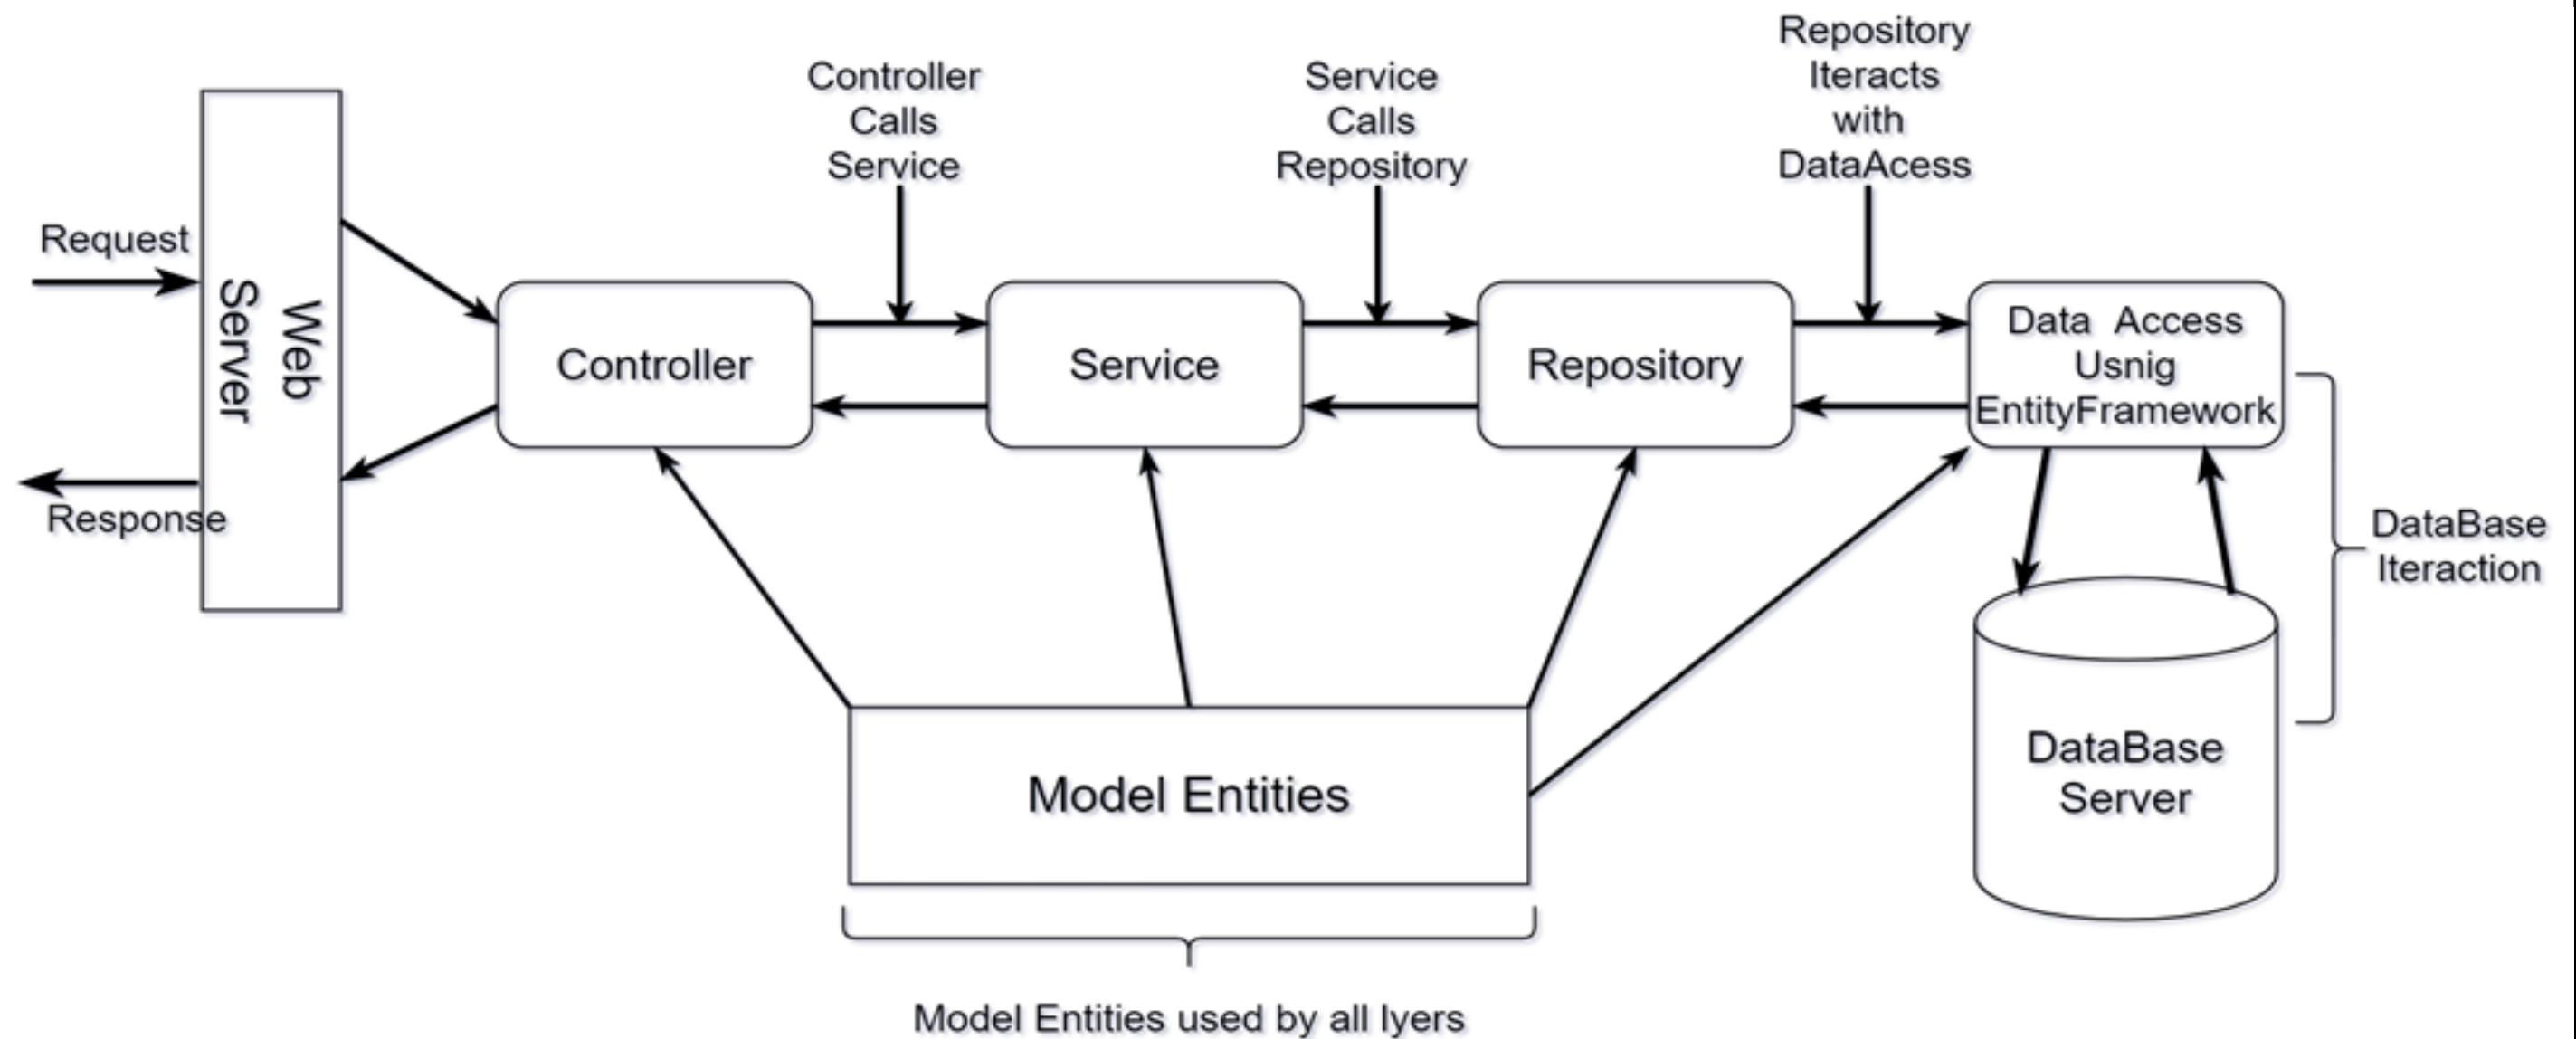 Repository
Iteracts
with
DataAcess
Controller
Calls
Service
Service
Calls
Repository
Request
Web
Server
Response
Controller
Service
Repository
Data Access
Usnig
EntityFramework
DataBase
Iteraction
Model Entities
DataBase
Server
Model Entities used by all lyers